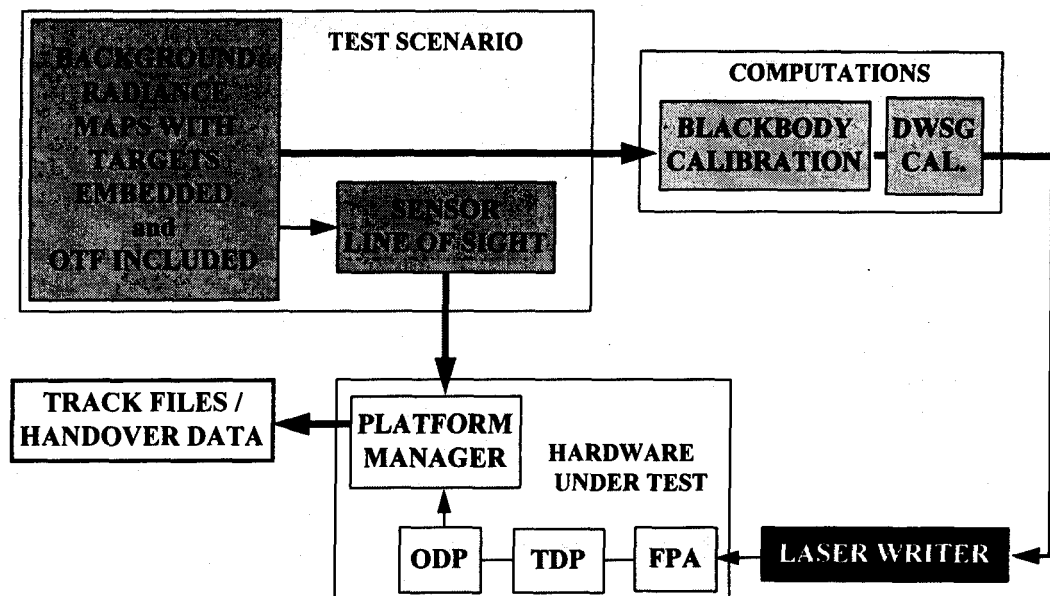 TEST SCENARIO
BACKGROUND
RADIANCE
MAPS WITH
TARGETS
EMBEDDED
and
OTF INCLUDED
SENSOR
LINE OF SIGHT
COMPUTATIONS
BLACKBODY
CALIBRATION
DWSG
CAL.
TRACK FILES /
HANDOVER DATA
PLATFORM
MANAGER
HARDWARE
UNDER TEST
ODP
TDP
FPA
LASER WRITER